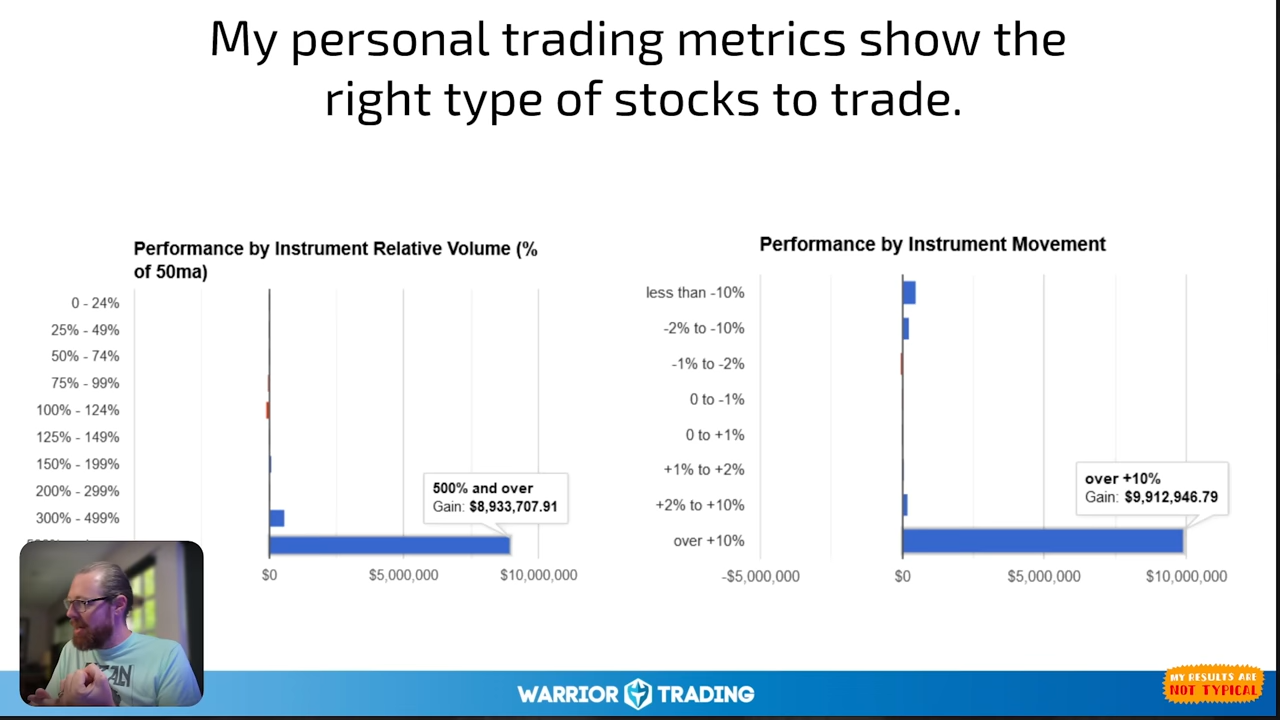 My personal trading metrics show the
right type of stocks to trade.
Performance by Instrument Relative Volume (%
of 50ma)
0 - 24%
25% - 49%
50% - 74%
75% - 99%
100% - 124%
125% - 149%
150% - 199%
200% - 299%
300% - 499%
500% and over
Gain: $8,933,707.91
$0
$5,000,000
$10,000,000
Performance by Instrument Movement
less than -10%
-2% to -10%
-1% to -2%
0 to -1%
0 to +1%
+1% to +2%
+2% to +10%
over +10%
over +10%
Gain: $9,912,946.79
-$5,000,000
$0
$5,000,000
$10,000,000
WARRIOR TRADING
MY RESULTS ARE
NOT TYPICAL